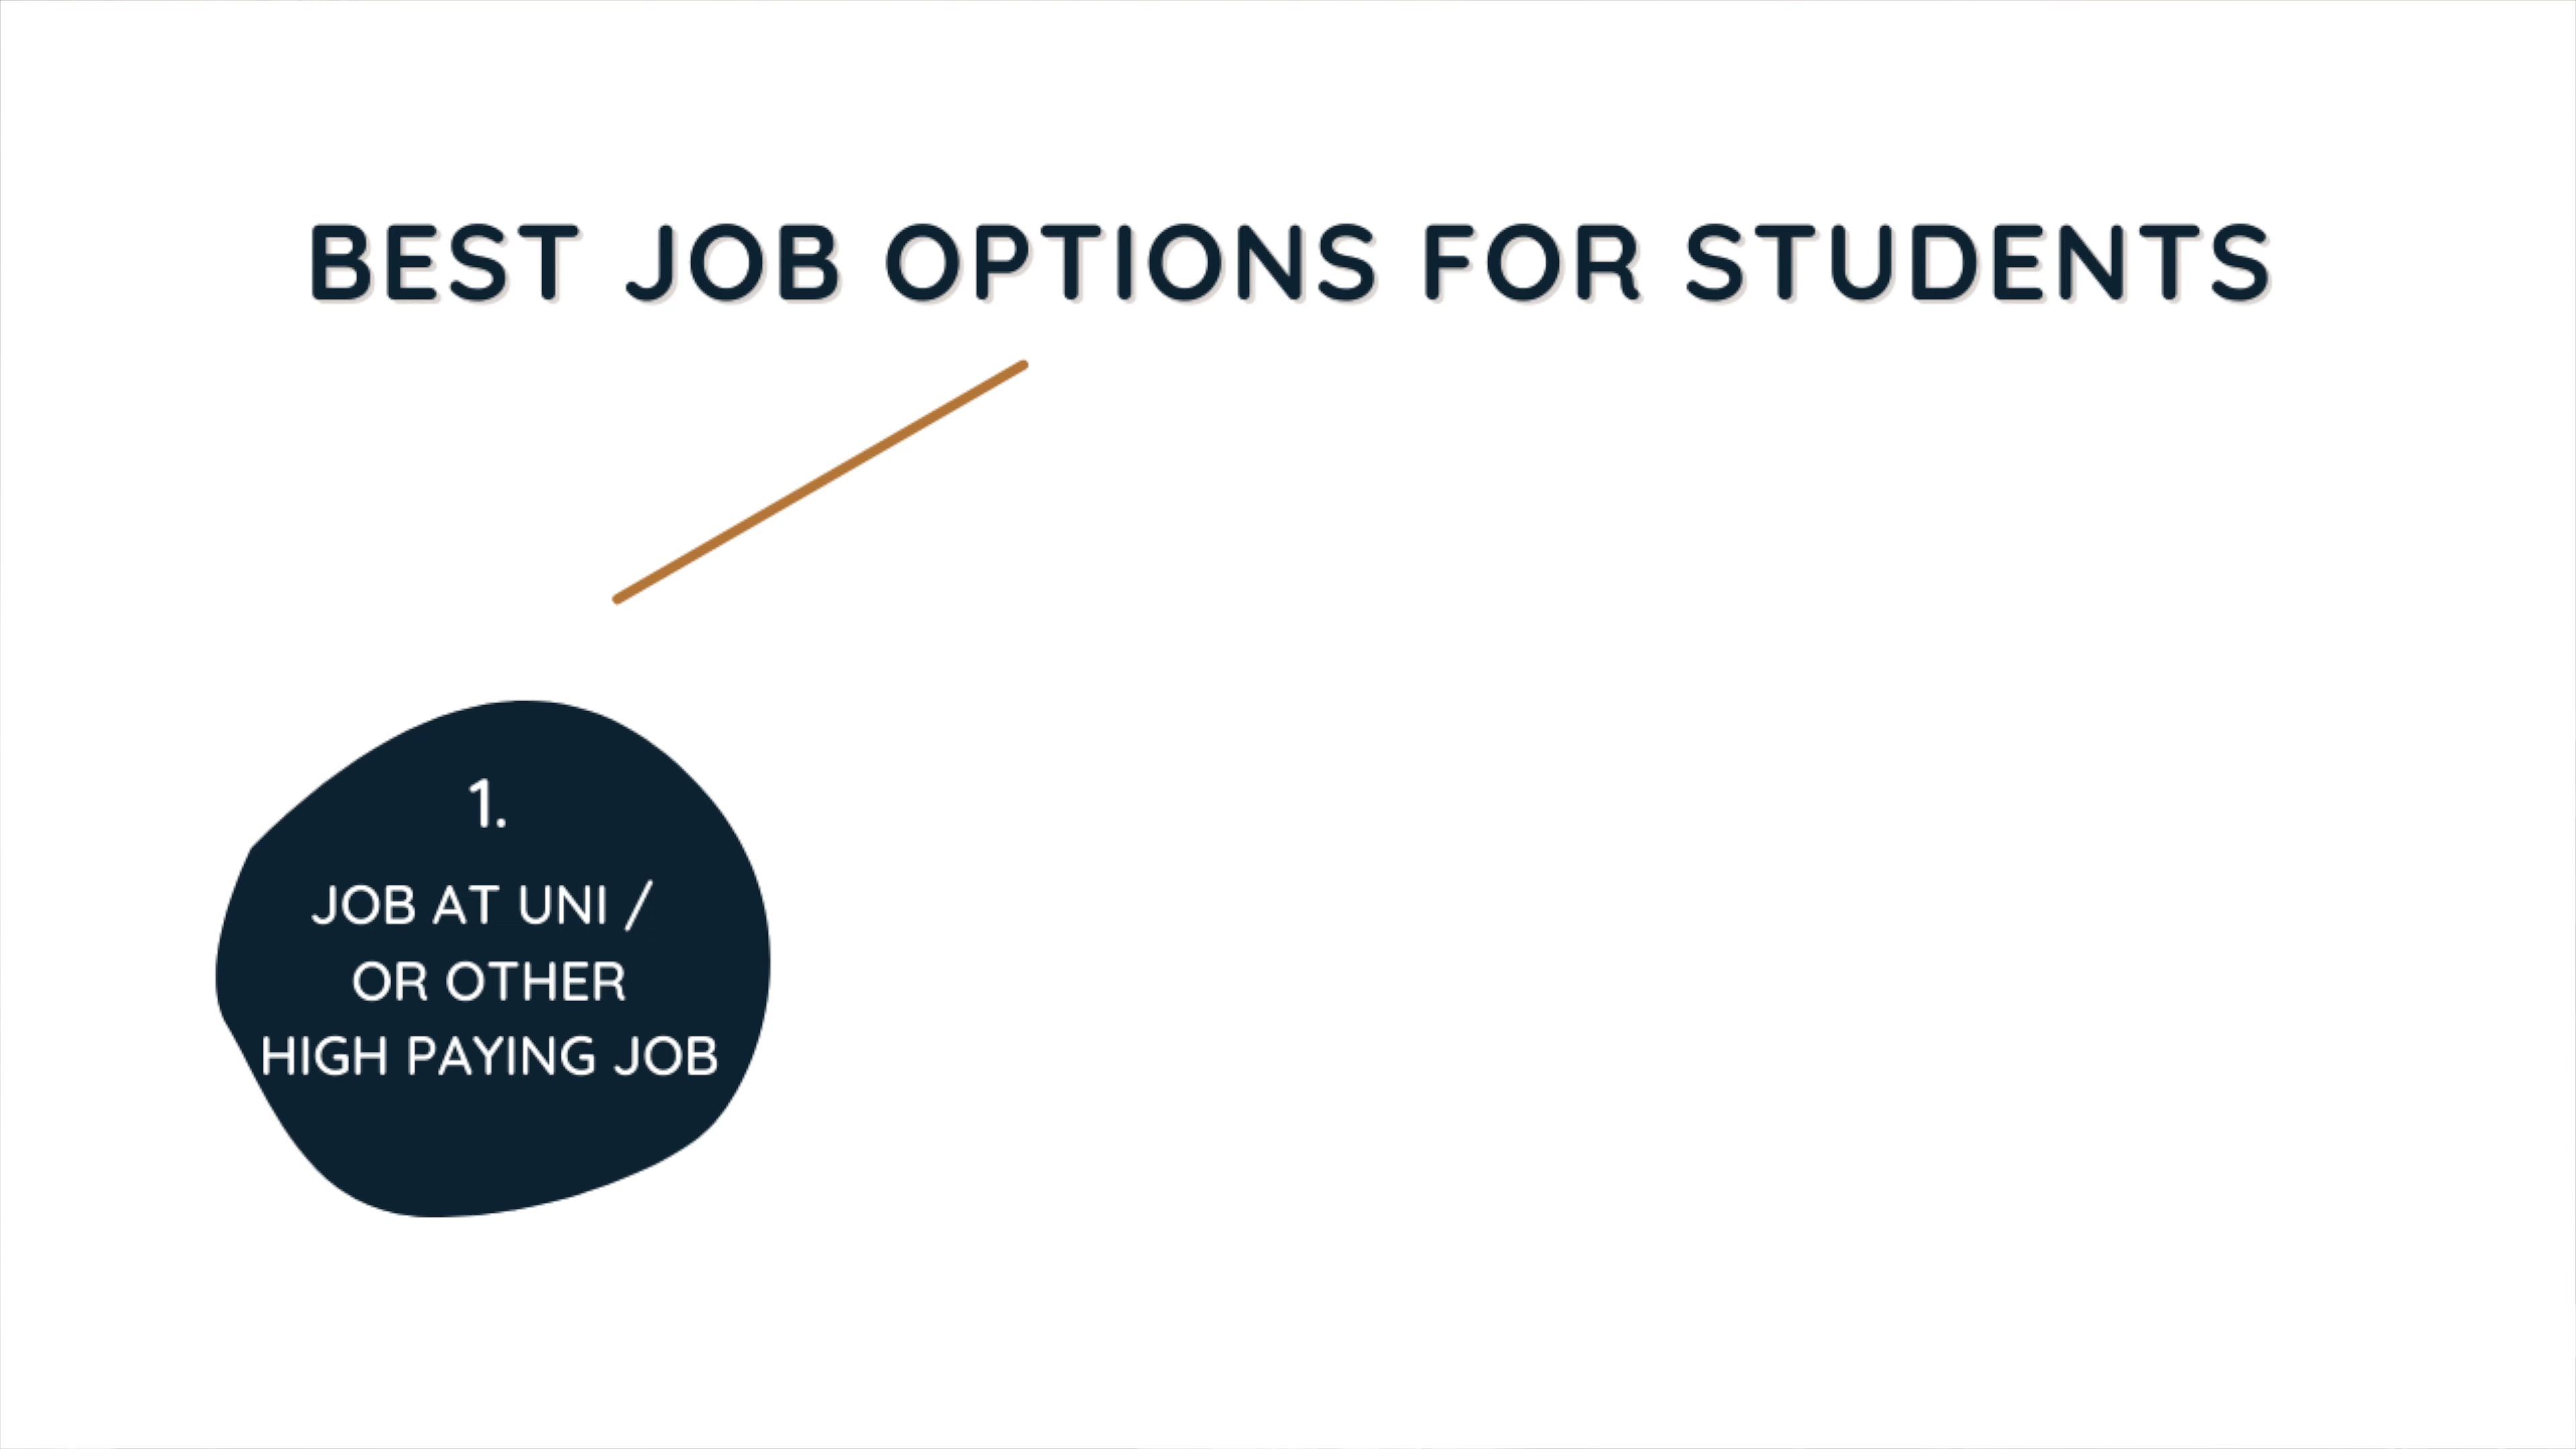 BEST JOB OPTIONS FOR STUDENTS
1.
JOB AT UNI /
OR OTHER
HIGH PAYING JOB